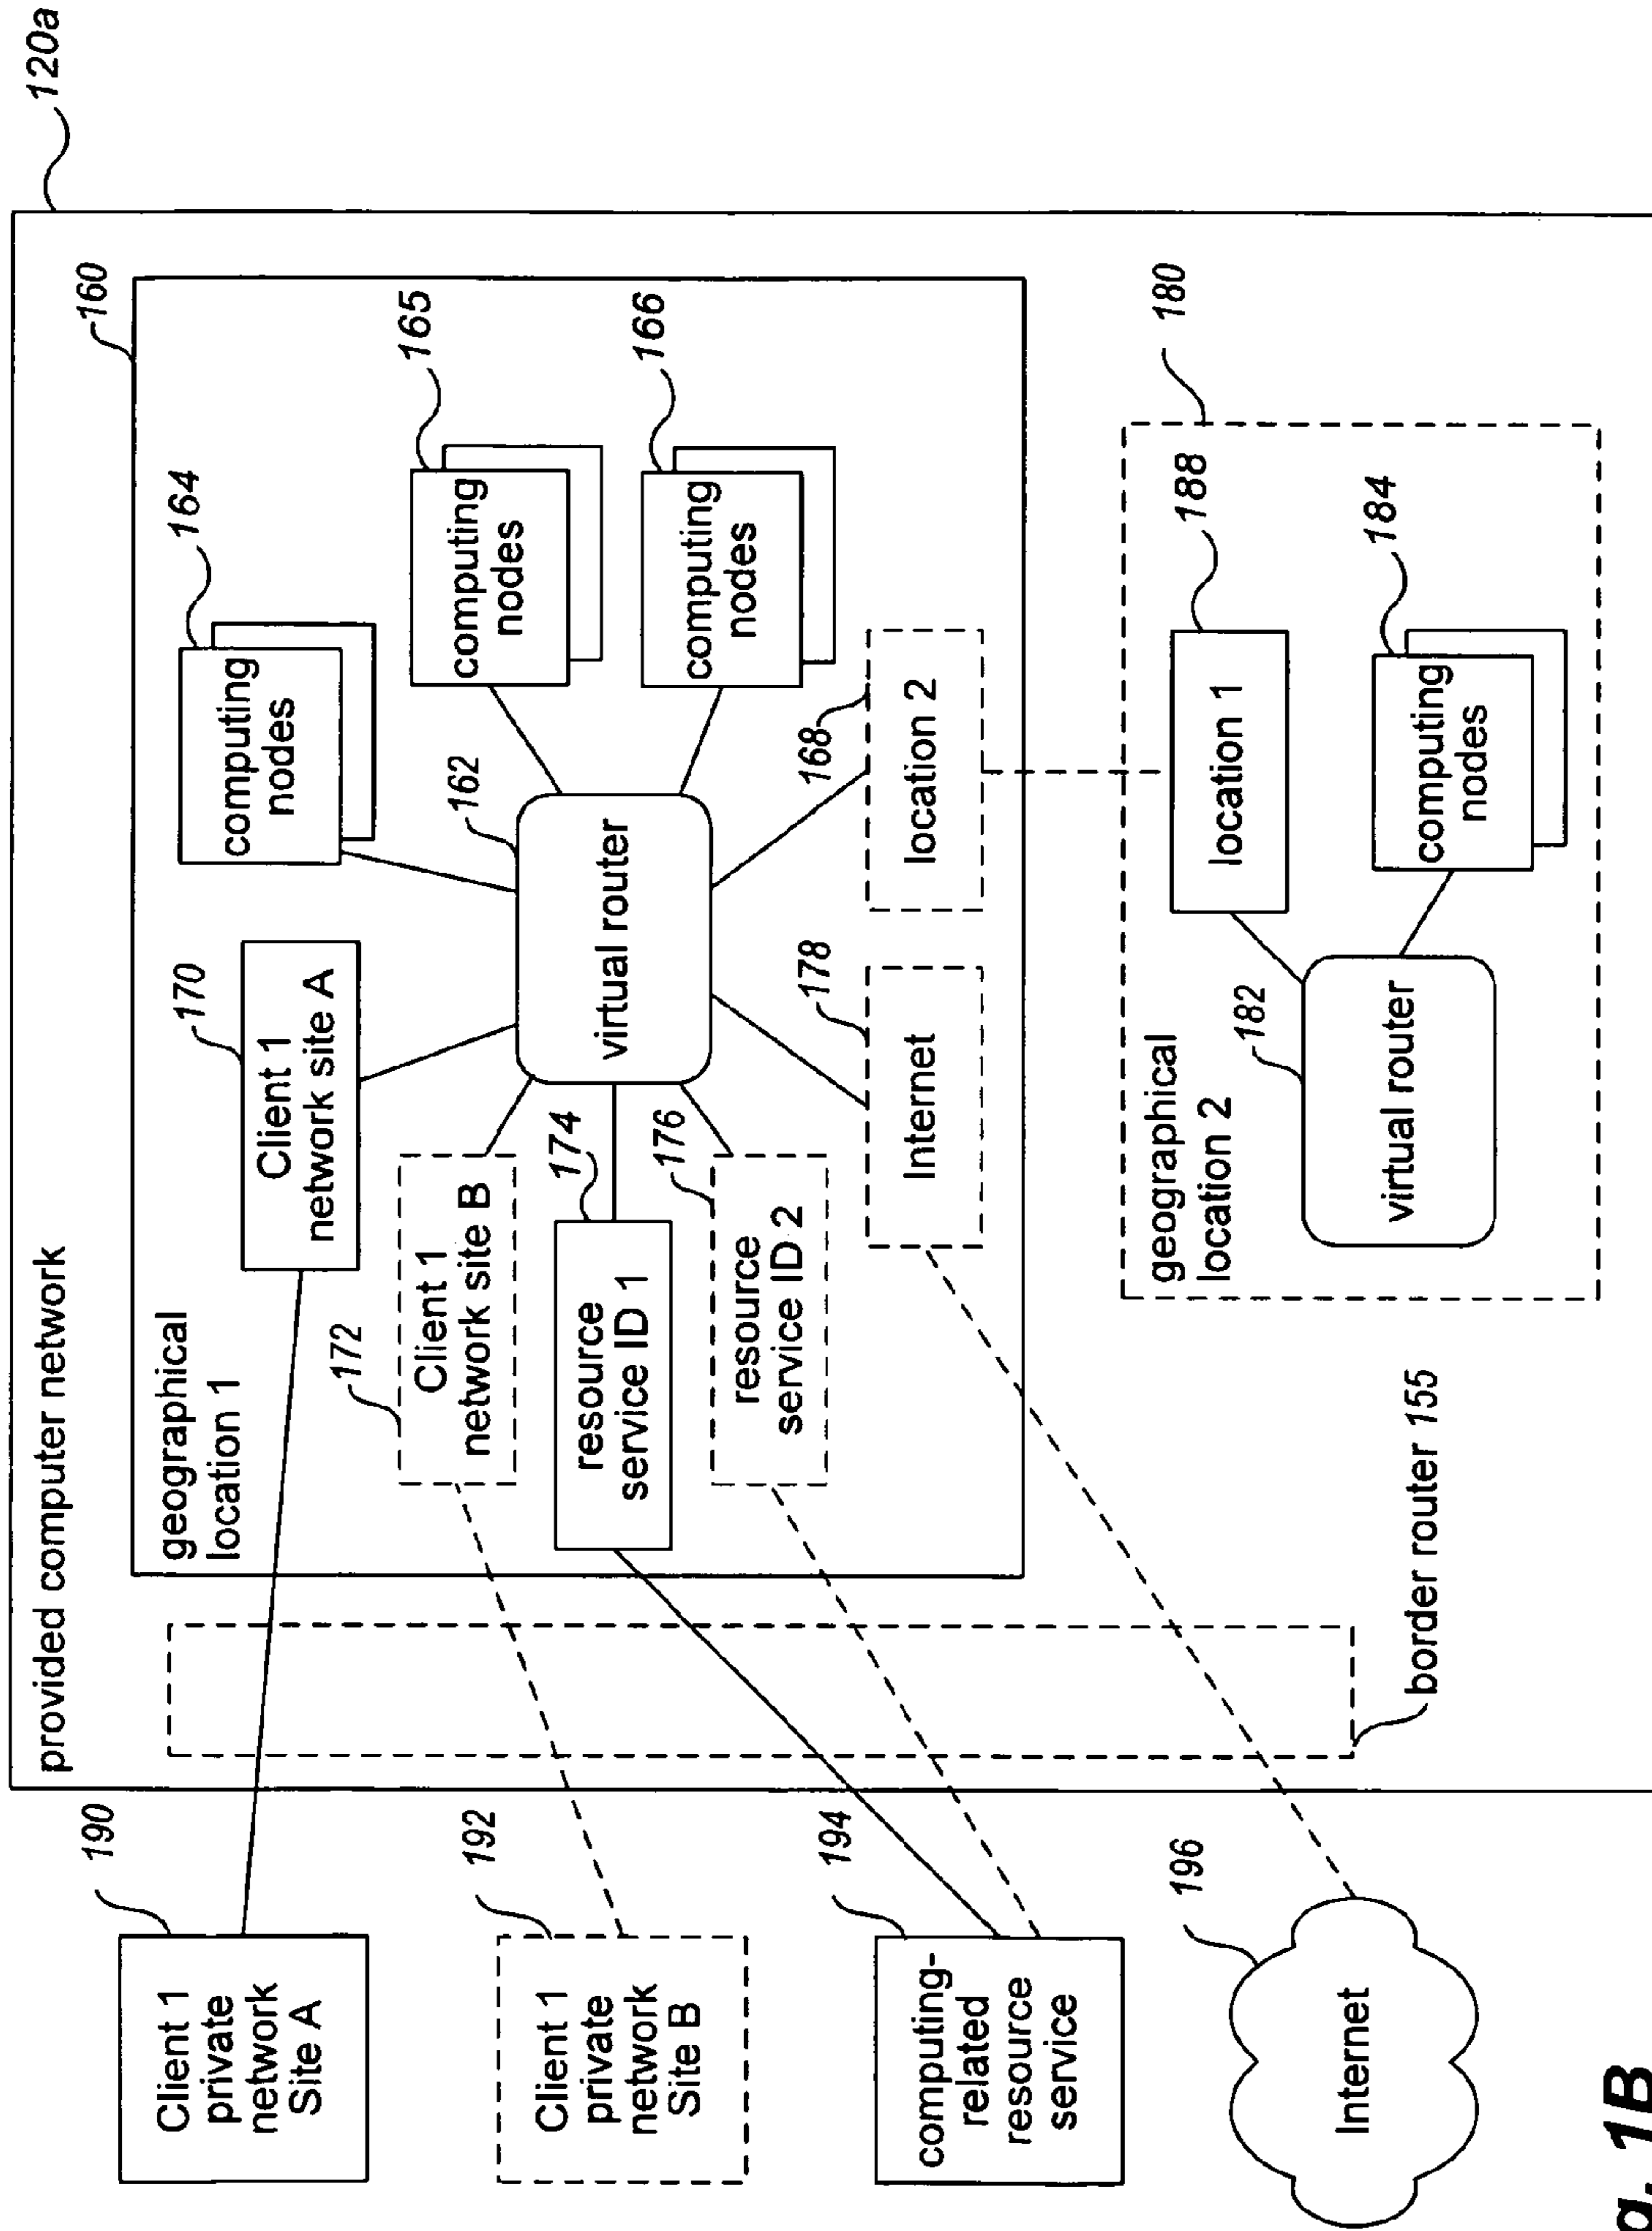 120a
provided computer network
160
geographical
location 1
170
Client 1
network site A
164
computing
nodes
165
computing
nodes
166
computing
nodes
162
virtual router
172
Client 1
network site B
174
resource
service ID 1
176
resource
service ID 2
178
Internet
168
location 2
180
geographical
location 2
182
virtual router
188
location 1
184
computing
nodes
border router 155
190
Client 1
private
network
Site A
192
Client 1
private
network
Site B
194
computing-
related
resource
service
196
Internet
g. 1B